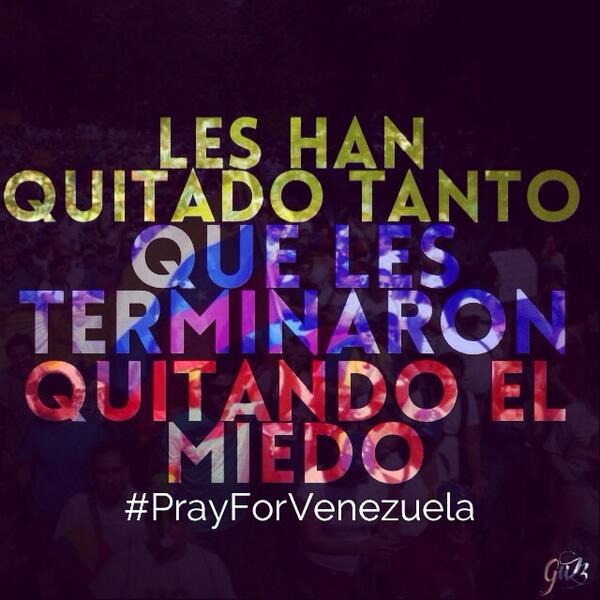 LES HAN
QUITADO TANTO
QUE LES
TERMINARON
QUITANDO EL
MIEDO
#PrayForVenezuela